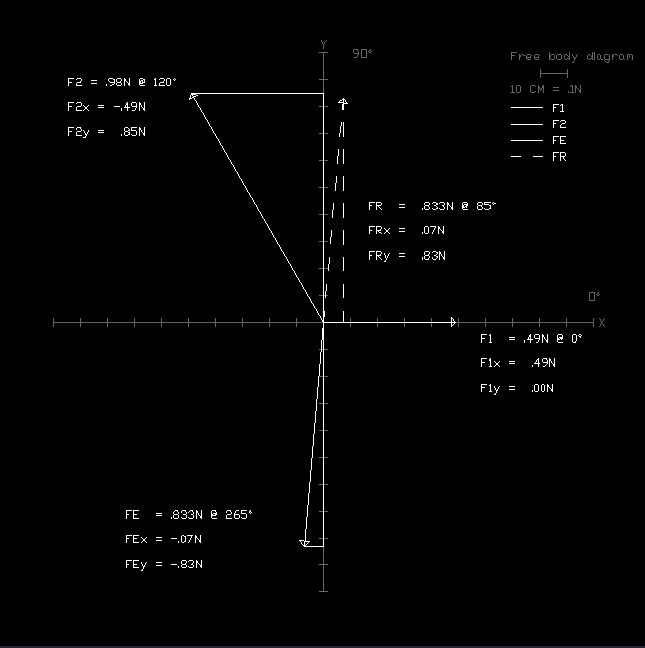 Y
90°
Free body diagram
10 CM = .1N
F1
F2
FE
FR
F2 = .98N @ 120°
F2x = -.49N
F2y = .85N
FR = .833N @ 85°
FRx = .07N
FRy = .83N
0°
X
F1 = .49N @ 0°
F1x = .49N
F1y = .00N
FE = .833N @ 265°
FEx = -.07N
FEy = -.83N